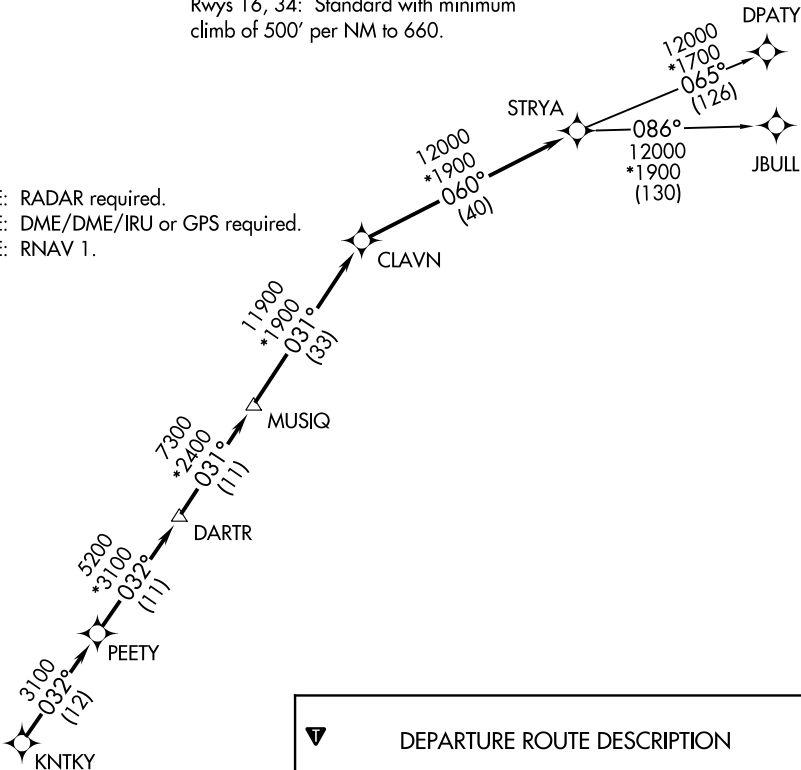 Rwys 16, 34: Standard with minimum
climb of 500' per NM to 660.
DPATY
12000
*1700
065°
(126)
STRYA
086°
12000
*1900
(130)
JBULL
12000
*1900
060°
(40)
E: RADAR required.
E: DME/DME/IRU or GPS required.
E: RNAV 1.
CLAVN
11900
*1900
031°
(33)
MUSIQ
7300
*2400
031°
(11)
DARTR
5200
*3100
032°
(11)
PEETY
3100
032°
(12)
KNTKY
T
DEPARTURE ROUTE DESCRIPTION